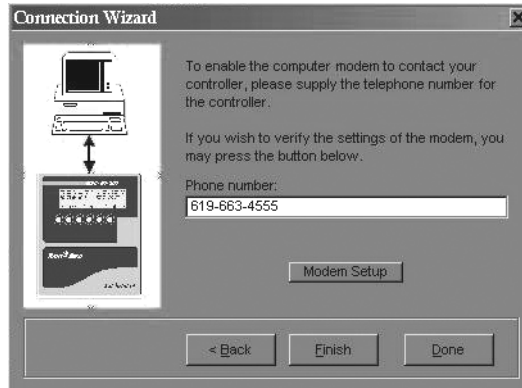 Connection Wizard
To enable the computer modem to contact your
controller, please supply the telephone number for
the controller.
If you wish to verify the settings of the modem, you
may press the button below.
Phone number:
619-663-4555
Modem Setup
< Back
Finish
Done